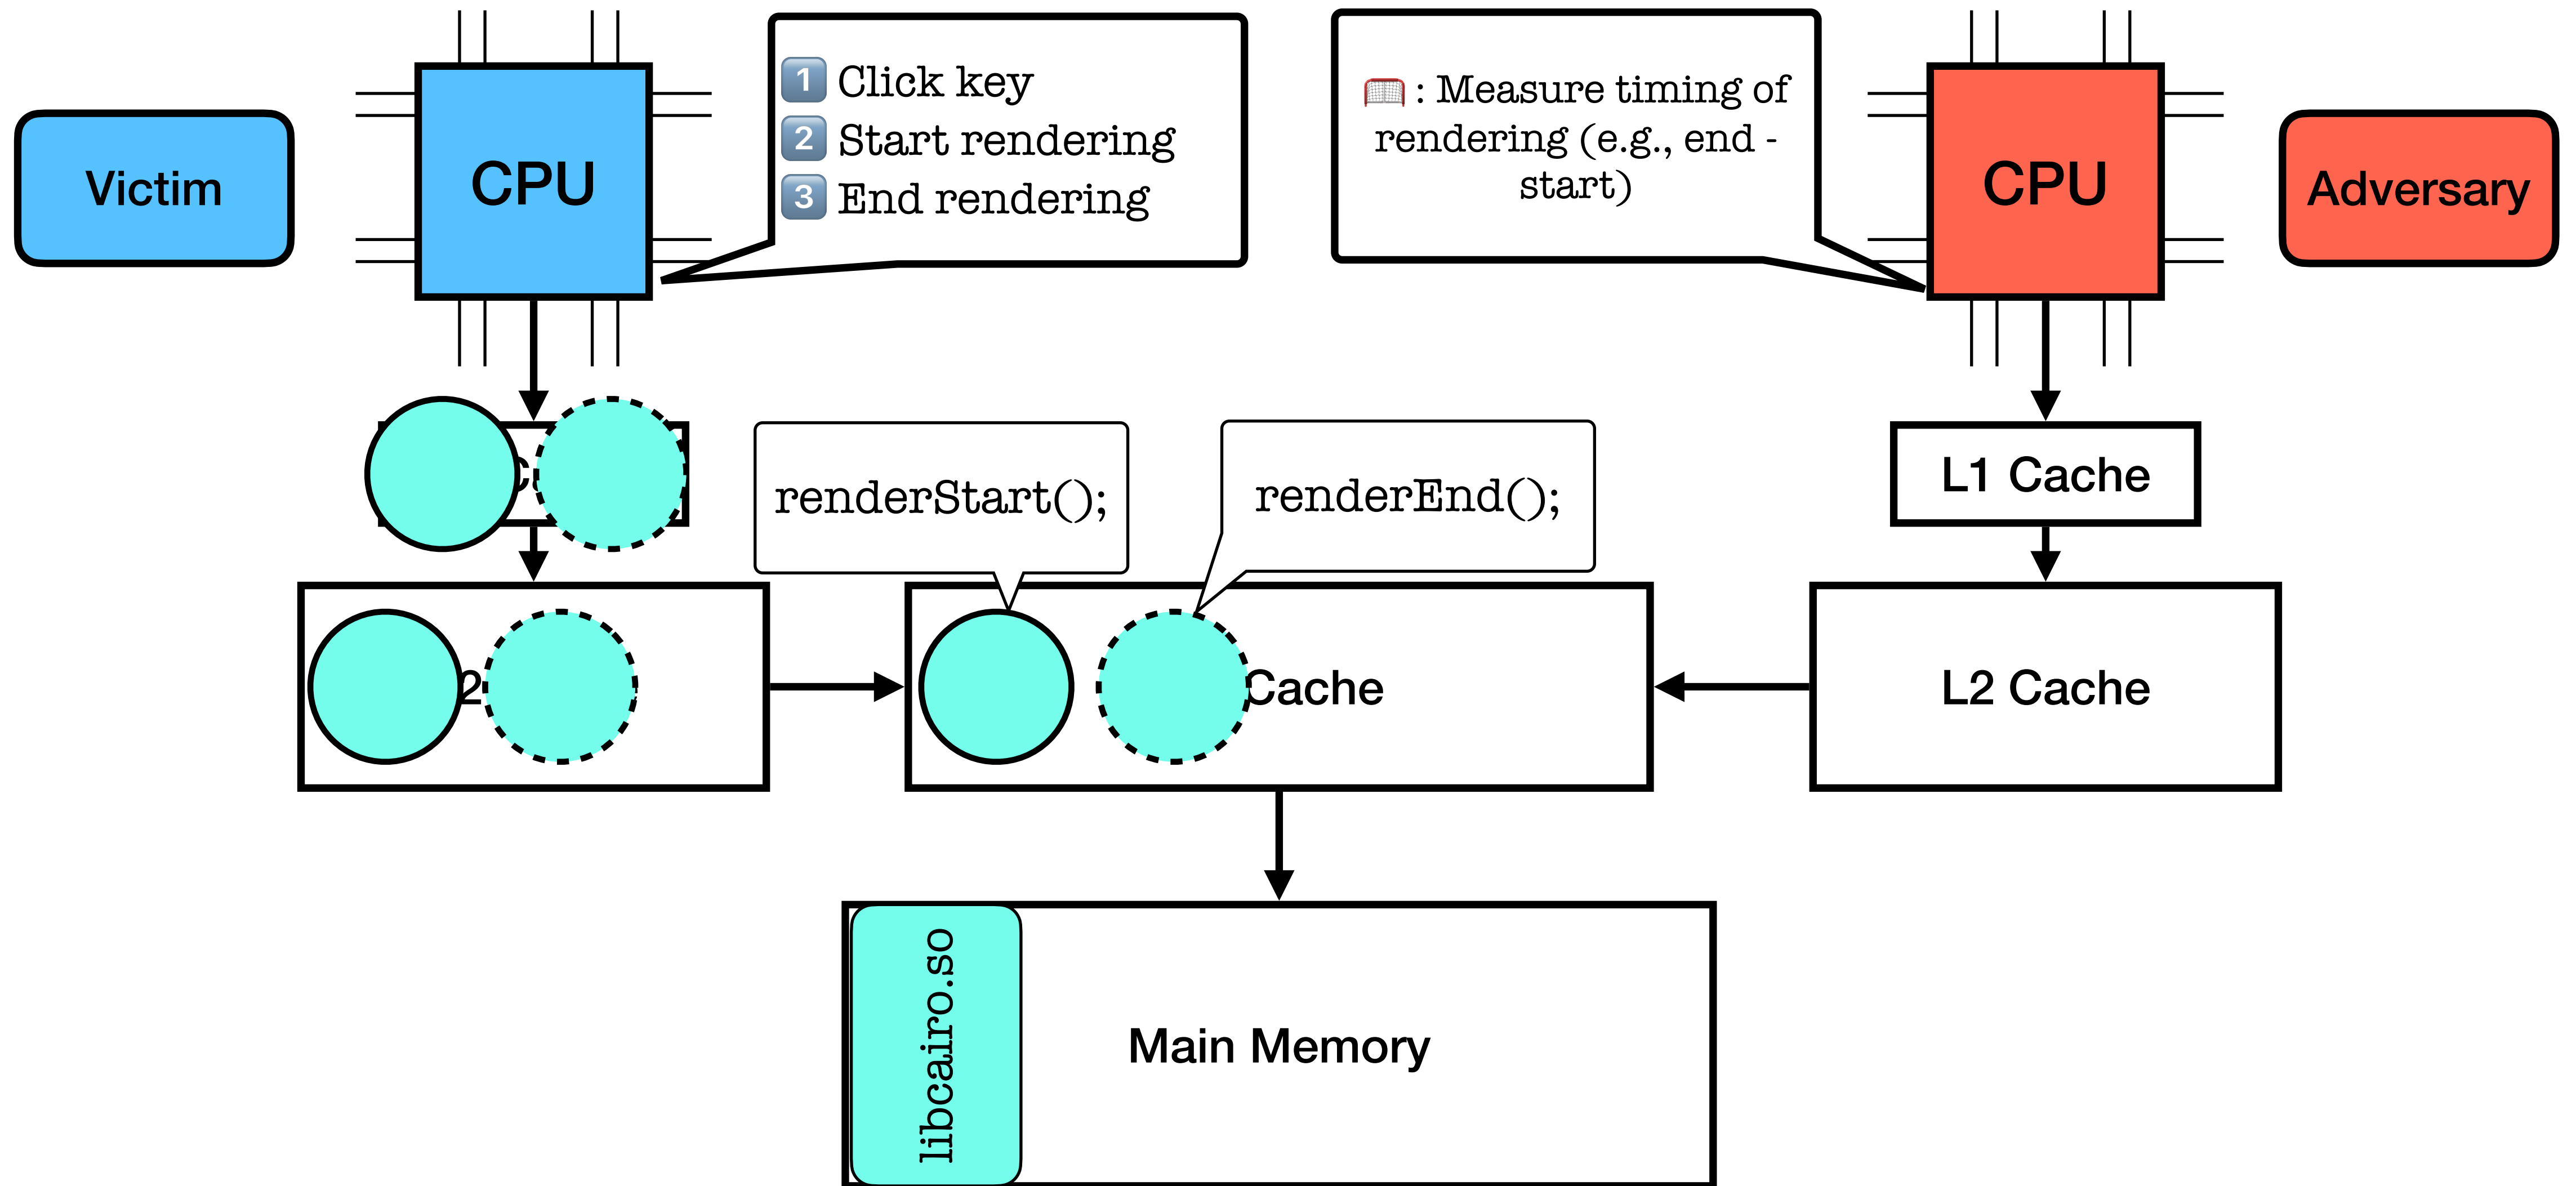 Victim
CPU
1 Click key
2 Start rendering
3 End rendering
: Measure timing of
rendering (e.g., end -
start)
CPU
Adversary
renderStart();
renderEnd();
L1 Cache
2
Cache
L2 Cache
libcairo.so
Main Memory